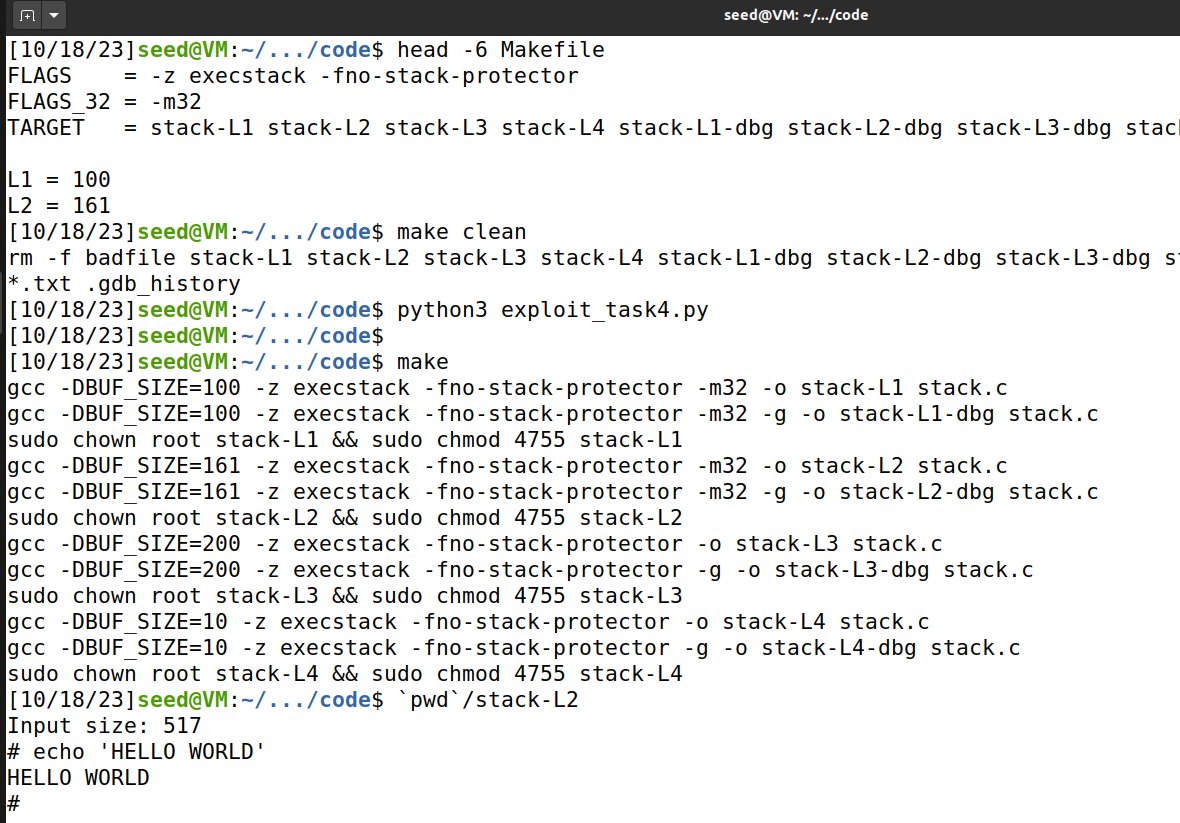 seed@VM: ~/.../code
[10/18/23]seed@VM:~/.../code$ head -6 Makefile
FLAGS    = -z execstack -fno-stack-protector
FLAGS_32 = -m32
TARGET   = stack-L1 stack-L2 stack-L3 stack-L4 stack-L1-dbg stack-L2-dbg stack-L3-dbg stac
L1 = 100
L2 = 161
[10/18/23]seed@VM:~/.../code$ make clean
rm -f badfile stack-L1 stack-L2 stack-L3 stack-L4 stack-L1-dbg stack-L2-dbg stack-L3-dbg st
*.txt .gdb_history
[10/18/23]seed@VM:~/.../code$ python3 exploit_task4.py
[10/18/23]seed@VM:~/.../code$
[10/18/23]seed@VM:~/.../code$ make
gcc -DBUF_SIZE=100 -z execstack -fno-stack-protector -m32 -o stack-L1 stack.c
gcc -DBUF_SIZE=100 -z execstack -fno-stack-protector -m32 -g -o stack-L1-dbg stack.c
sudo chown root stack-L1 && sudo chmod 4755 stack-L1
gcc -DBUF_SIZE=161 -z execstack -fno-stack-protector -m32 -o stack-L2 stack.c
gcc -DBUF_SIZE=161 -z execstack -fno-stack-protector -m32 -g -o stack-L2-dbg stack.c
sudo chown root stack-L2 && sudo chmod 4755 stack-L2
gcc -DBUF_SIZE=200 -z execstack -fno-stack-protector -o stack-L3 stack.c
gcc -DBUF_SIZE=200 -z execstack -fno-stack-protector -g -o stack-L3-dbg stack.c
sudo chown root stack-L3 && sudo chmod 4755 stack-L3
gcc -DBUF_SIZE=10 -z execstack -fno-stack-protector -o stack-L4 stack.c
gcc -DBUF_SIZE=10 -z execstack -fno-stack-protector -g -o stack-L4-dbg stack.c
sudo chown root stack-L4 && sudo chmod 4755 stack-L4
[10/18/23]seed@VM:~/.../code$ `pwd`/stack-L2
Input size: 517
# echo 'HELLO WORLD'
HELLO WORLD
#